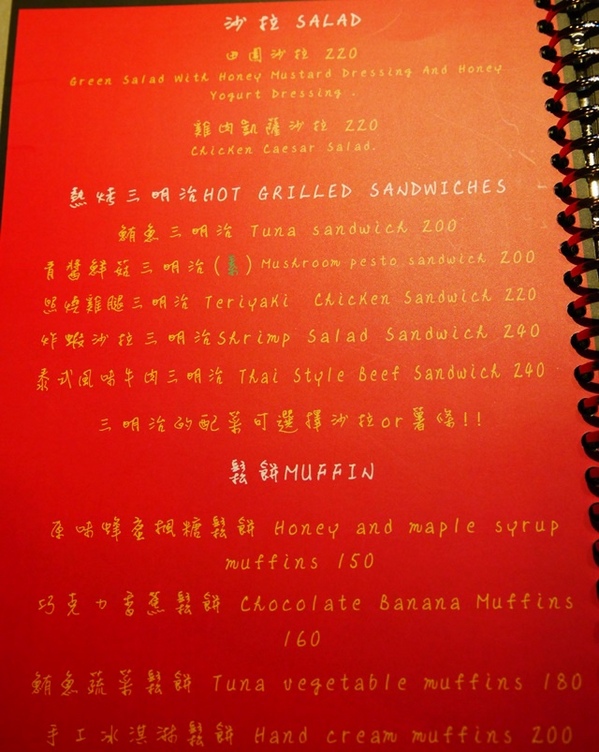 沙拉 SALAD
田園沙拉 220
Green Salad With Honey Mustard Dressing And Honey
Yogurt Dressing .
雞肉凱薩沙拉 220
Chicken Caesar Salad.
熱烤三明治HOT GRILLED SANDWICHES
鮪魚三明治 Tuna sandwich 200
青醬鮮菇三明治(素) Mushroom pesto sandwich 200
照燒雞腿三明治 Teriyaki Chicken Sandwich 220
炸蝦沙拉三明治Shrimp Salad Sandwich 240
泰式風味牛肉三明治 Thai Style Beef Sandwich 240
三明治的配菜可選擇沙拉or薯條!!
鬆餅MUFFIN
原味蜂蜜楓糖鬆餅 Honey and maple syrup
muffins 150
巧克力香蕉鬆餅 Chocolate Banana Muffins
160
鮪魚蔬菜鬆餅 Tuna vegetable muffins 180
手工冰淇淋鬆餅 Hand cream muffins 200